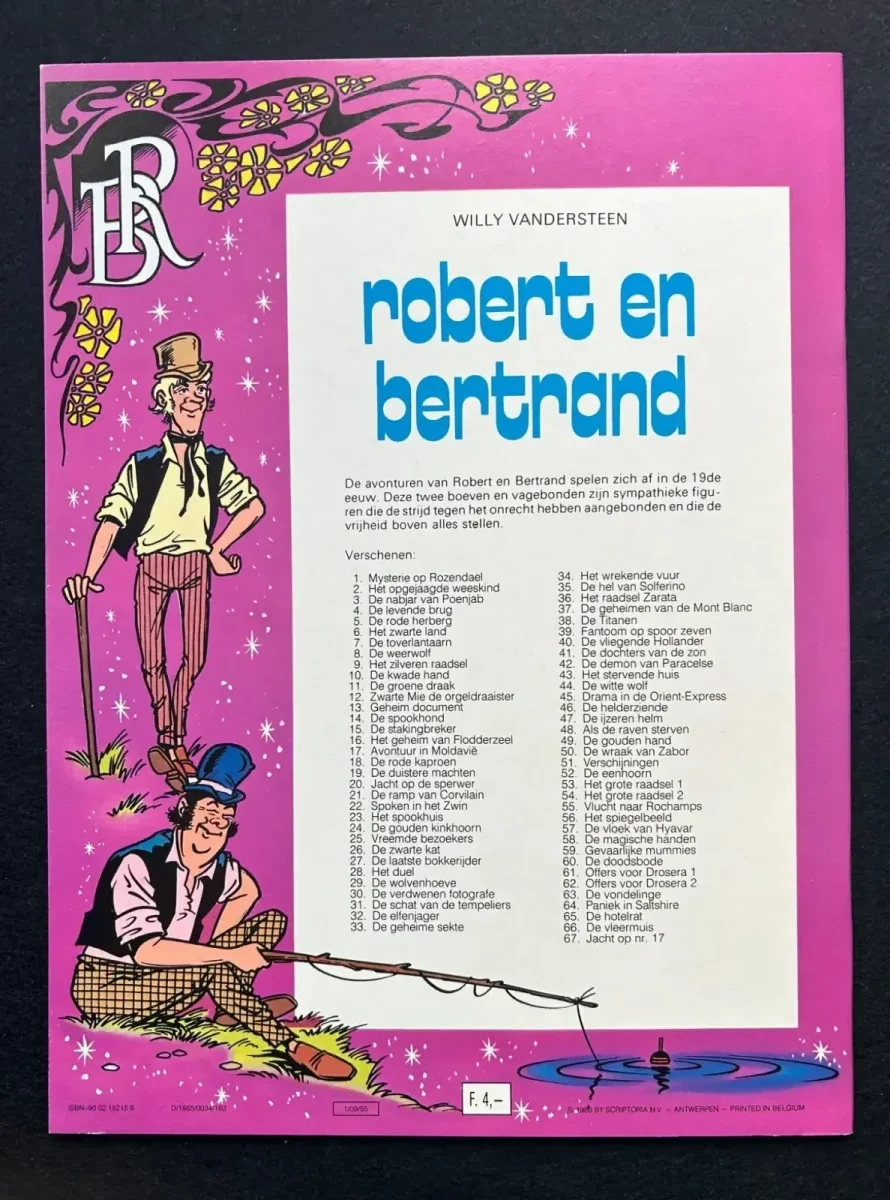 BR
WILLY VANDERSTEEN
robert en
bertrand
De avonturen van Robert en Bertrand spelen zich af in de 19de
eeuw. Deze twee boeven en vagebonden zijn sympathieke figu-
ren die de strijd tegen het onrecht hebben aangebonden en die de
vrijheid boven alles stellen.
Verschenen:
1. Mysterie op Rozendael
2. Het opgejaagde weeskind
3. De nabjar van Poenjab
4. De levende brug
5. De rode herberg
6. Het zwarte land
7. De toverlantaarn
8. De weerwolf
9. Het zilveren raadsel
10. De kwade hand
11. De groene draak
12. Zwarte Mie de orgeldraaister
13. Geheim document
14. De spookhond
15. De stakingbreker
16. Het geheim van Flodderzeel
17. Avontuur in Moldavië
18. De rode kaproen
19. De duistere machten
20. Jacht op de sperwer
21. De ramp van Corvilain
22. Spoken in het Zwin
23. Het spookhuis
24. De gouden kinkhoorn
25. Vreemde bezoekers
26. De zwarte kat
27. De laatste bokkerijder
28. Het duel
29. De wolvenhoeve
30. De verdwenen fotografe
31. De schat van de tempeliers
32. De elfenjager
33. De geheime sekte
34. Het wrekende vuur
35. De hel van Solferino
36. Het raadsel Zarata
37. De geheimen van de Mont Blanc
38. De Titanen
39. Fantoom op spoor zeven
40. De vliegende Hollander
41. De dochters van de zon
42. De demon van Paracelse
43. Het stervende huis
44. De witte wolf
45. Drama in de Orient-Express
46. De helderziende
47. De ijzeren helm
48. Als de raven sterven
49. De gouden hand
50. De wraak van Zabor
51. Verschijningen
52. De eenhoorn
53. Het grote raadsel 1
54. Het grote raadsel 2
55. Vlucht naar Rochamps
56. Het spiegelbeeld
57. De vloek van Hyavar
58. De magische handen
59. Gevaarlijke mummies
60. De doodsbode
61. Offers voor Drosera 1
62. Offers voor Drosera 2
63. De vondelinge
64. Paniek in Saltshire
65. De hotelrat
66. De vleermuis
67. Jacht op nr. 17
ISBN-90 02 15215 6
D/1985/0034/163
1/09/85
F. 4,–
© 1985 BY SCRIPTORIA N.V. – ANTWERPEN – PRINTED IN BELGIUM